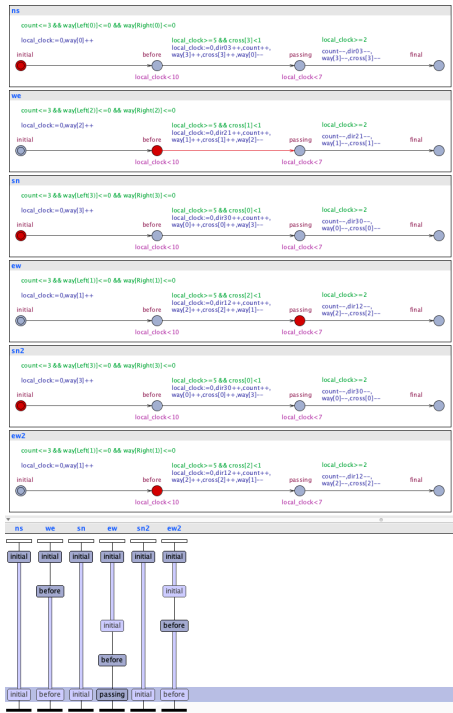 ns
count<=3 && way[Left(0)]<=0 && way[Right(0)]<=0
local_clock:=0,way[0]++
local_clock>=5 && cross[3]<1
local_clock:=0,dir03++,count++,
way[3]++,cross[3]++,way[0]--
local_clock>=2
count--,dir03--,
way[3]--,cross[3]--
initial before passing final
local_clock<10 local_clock<7
we
count<=3 && way[Left(2)]<=0 && way[Right(2)]<=0
local_clock:=0,way[2]++
local_clock>=5 && cross[1]<1
local_clock:=0,dir21++,count++,
way[1]++,cross[1]++,way[2]--
local_clock>=2
count--,dir21--,
way[1]--,cross[1]--
initial before passing final
local_clock<10 local_clock<7
sn
count<=3 && way[Left(3)]<=0 && way[Right(3)]<=0
local_clock:=0,way[3]++
local_clock>=5 && cross[0]<1
local_clock:=0,dir30++,count++,
way[0]++,cross[0]++,way[3]--
local_clock>=2
count--,dir30--,
way[0]--,cross[0]--
initial before passing final
local_clock<10 local_clock<7
ew
count<=3 && way[Left(1)]<=0 && way[Right(1)]<=0
local_clock:=0,way[1]++
local_clock>=5 && cross[2]<1
local_clock:=0,dir12++,count++,
way[2]++,cross[2]++,way[1]--
local_clock>=2
count--,dir12--,
way[2]--,cross[2]--
initial before passing final
local_clock<10 local_clock<7
sn2
count<=3 && way[Left(3)]<=0 && way[Right(3)]<=0
local_clock:=0,way[3]++
local_clock>=5 && cross[0]<1
local_clock:=0,dir30++,count++,
way[0]++,cross[0]++,way[3]--
local_clock>=2
count--,dir30--,
way[0]--,cross[0]--
initial before passing final
local_clock<10 local_clock<7
ew2
count<=3 && way[Left(1)]<=0 && way[Right(1)]<=0
local_clock:=0,way[1]++
local_clock>=5 && cross[2]<1
local_clock:=0,dir12++,count++,
way[2]++,cross[2]++,way[1]--
local_clock>=2
count--,dir12--,
way[2]--,cross[2]--
initial before passing final
local_clock<10 local_clock<7
ns we sn ew sn2 ew2
initial initial initial initial initial initial
before initial
initial before
before
initial before initial passing initial before